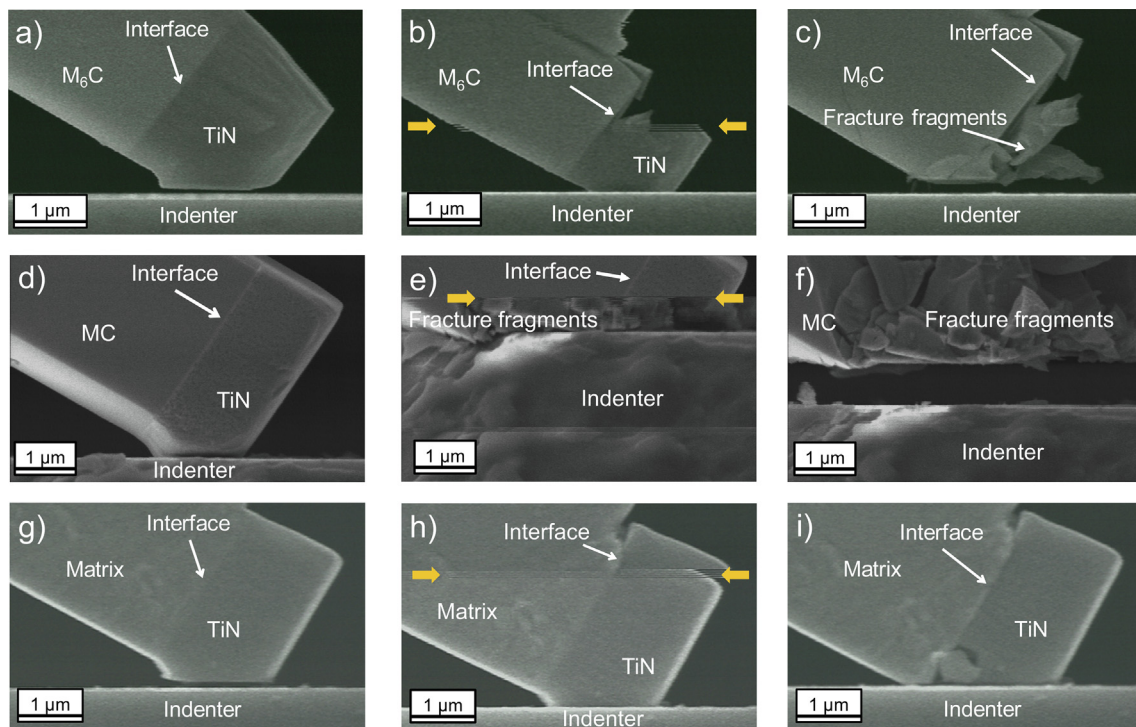 a)
Interface
M₆C
TiN
1 µm
Indenter
b)
Interface
M₆C
TiN
1 µm
Indenter
c)
Interface
M₆C
Fracture fragments
1 µm
Indenter
d)
Interface
MC
TiN
1 µm
Indenter
e)
Interface
Fracture fragments
Indenter
1 µm
f)
MC
Fracture fragments
1 µm
Indenter
g)
Interface
Matrix
TiN
1 µm
Indenter
h)
Interface
Matrix
TiN
1 µm
Indenter
i)
Interface
Matrix
TiN
1 µm
Indenter